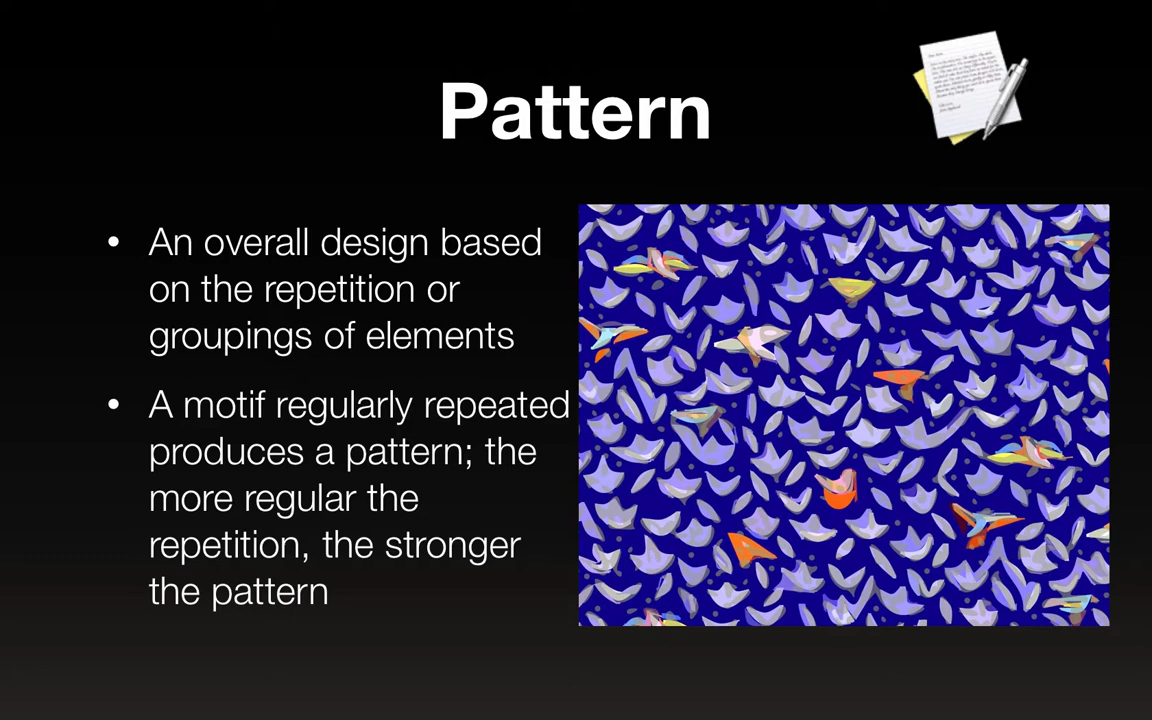 Pattern
• An overall design based
on the repetition or
groupings of elements
• A motif regularly repeated
produces a pattern; the
more regular the
repetition, the stronger
the pattern